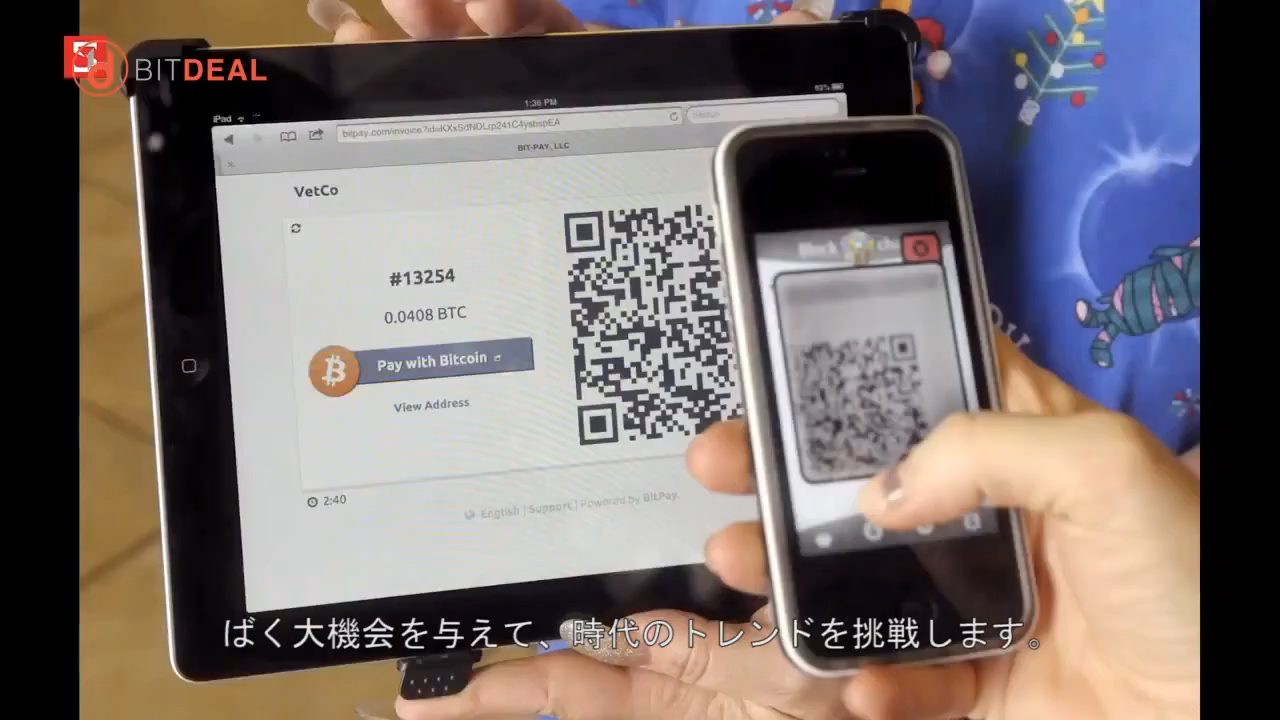 BITDEAL
iPad
1:36 PM
BIT-PAY, LLC
VetCo
#13254
0.0408 BTC
Pay with Bitcoin
View Address
2:40
English | Support | Powered by BitPay.
ばく大機会を与えて、時代のトレンドを挑戦します。